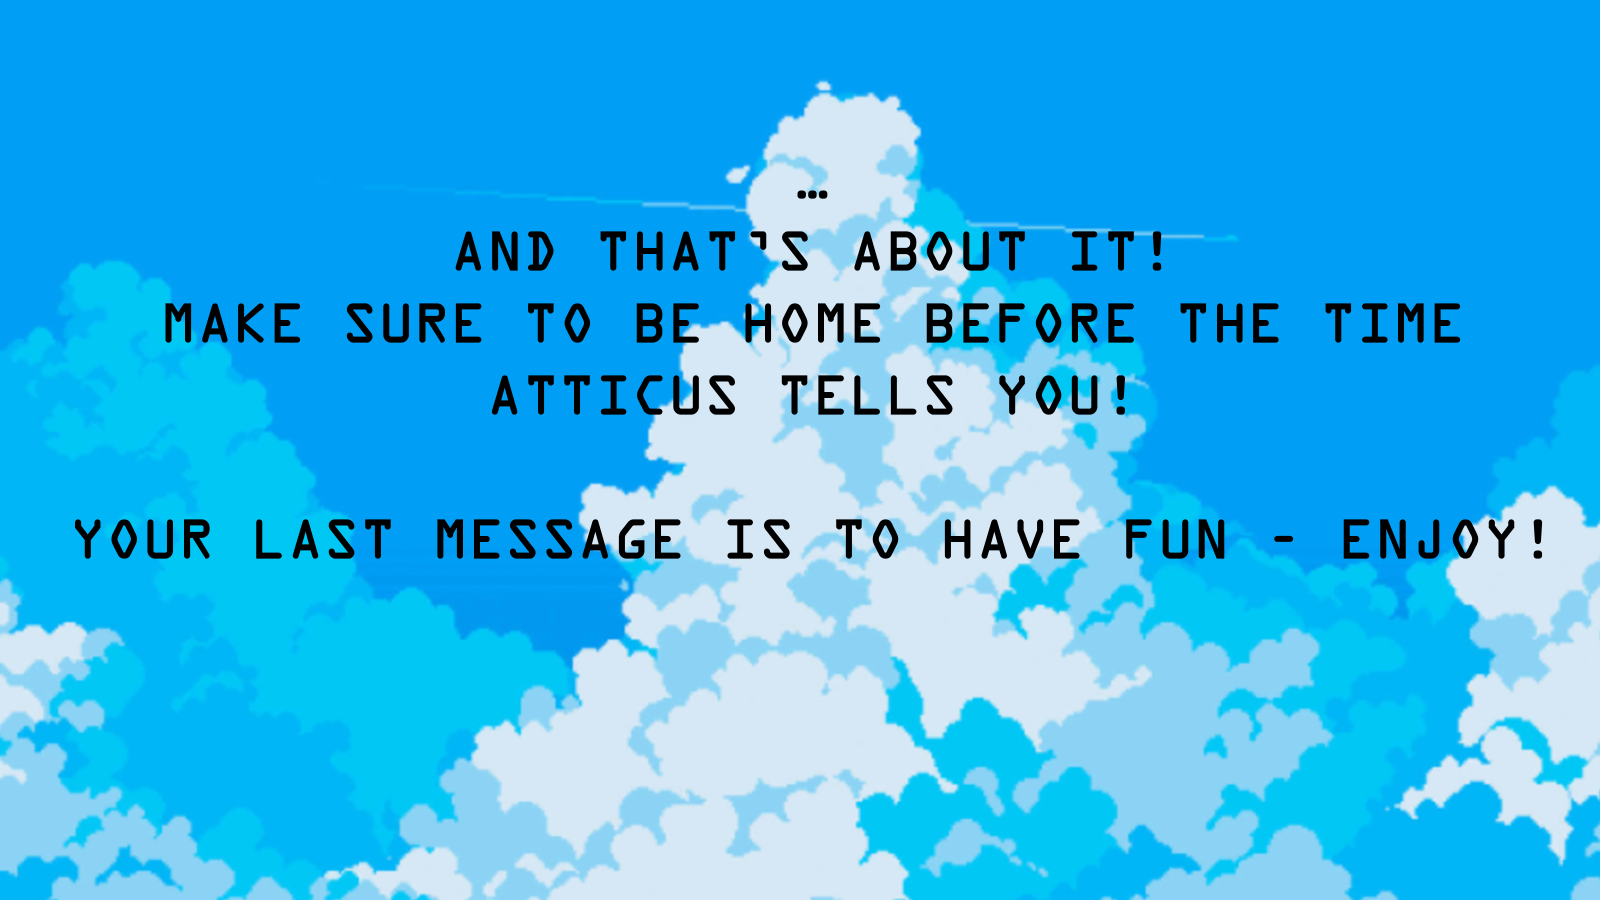 …
AND THAT'S ABOUT IT!
MAKE SURE TO BE HOME BEFORE THE TIME
ATTICUS TELLS YOU!
YOUR LAST MESSAGE IS TO HAVE FUN - ENJOY!